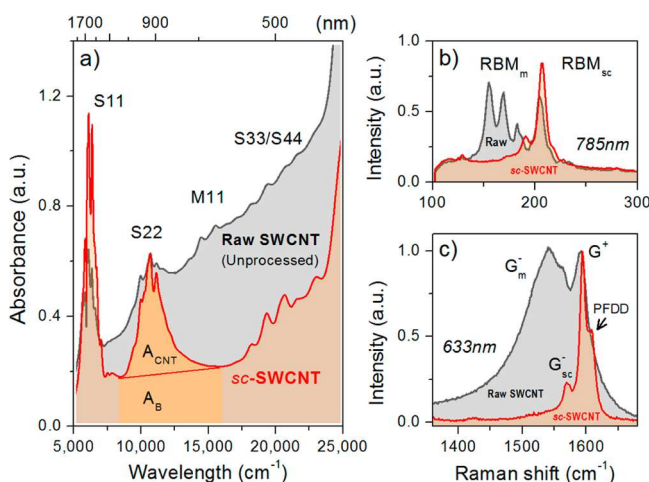 1700 900 500 (nm)
a)
S11
S33/S44
M11
S22
Raw SWCNT
(Unprocessed)
A_CNT
sc-SWCNT
A_B
Absorbance (a.u.)
1.2
0.8
0.4
0.0
5,000 10,000 15,000 20,000 25,000
Wavelength (cm⁻¹)
b)
RBM_m RBM_sc
Raw
785nm
sc-SWCNT
Intensity (a.u.)
1.0
0.5
0.0
100 200 300
c)
G⁻_m
G⁺
PFDD
633nm
G⁻_sc
Raw SWCNT
sc-SWCNT
Intensity (a.u.)
1.0
0.5
0.0
1400 1500 1600
Raman shift (cm⁻¹)